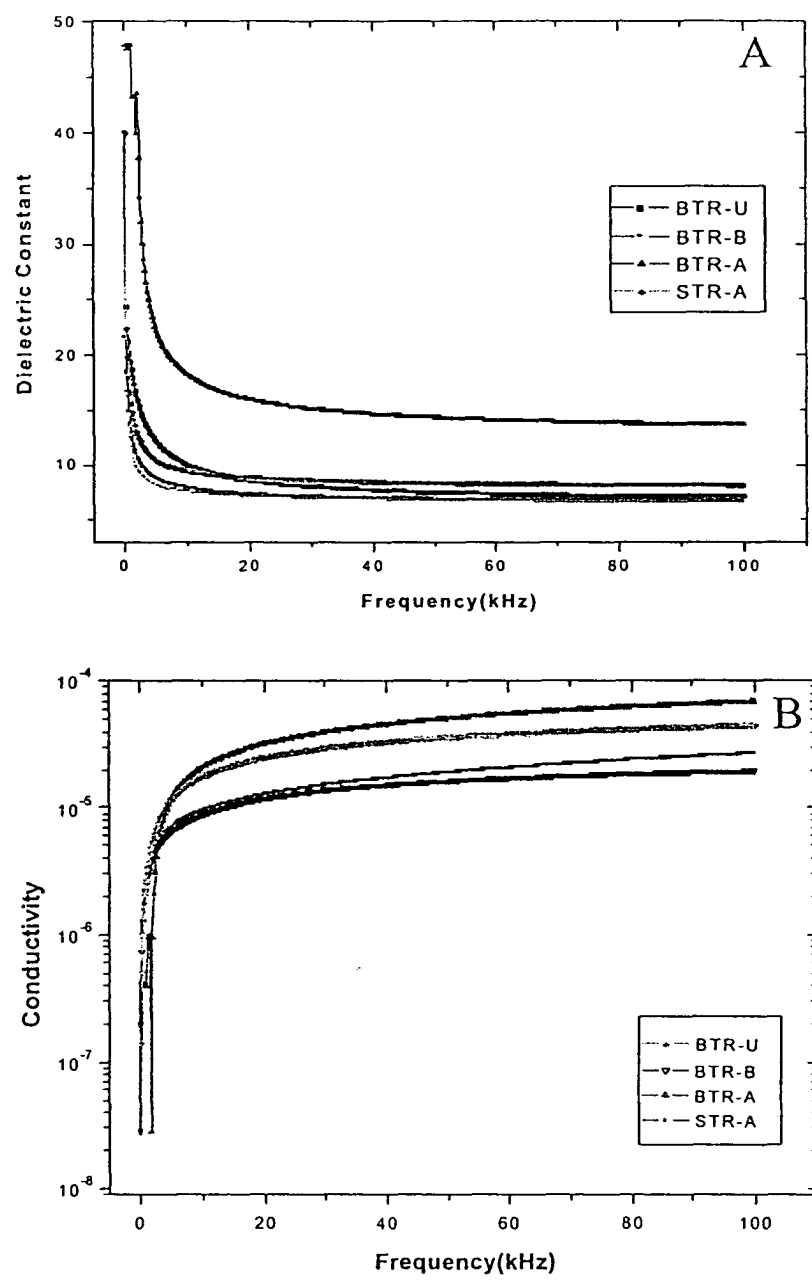 A
50
40
30
20
10
Dielectric Constant
BTR-U
BTR-B
BTR-A
STR-A
0 20 40 60 80 100
Frequency(kHz)
B
10-4
10-5
10-6
10-7
10-8
Conductivity
BTR-U
BTR-B
BTR-A
STR-A
0 20 40 60 80 100
Frequency(kHz)